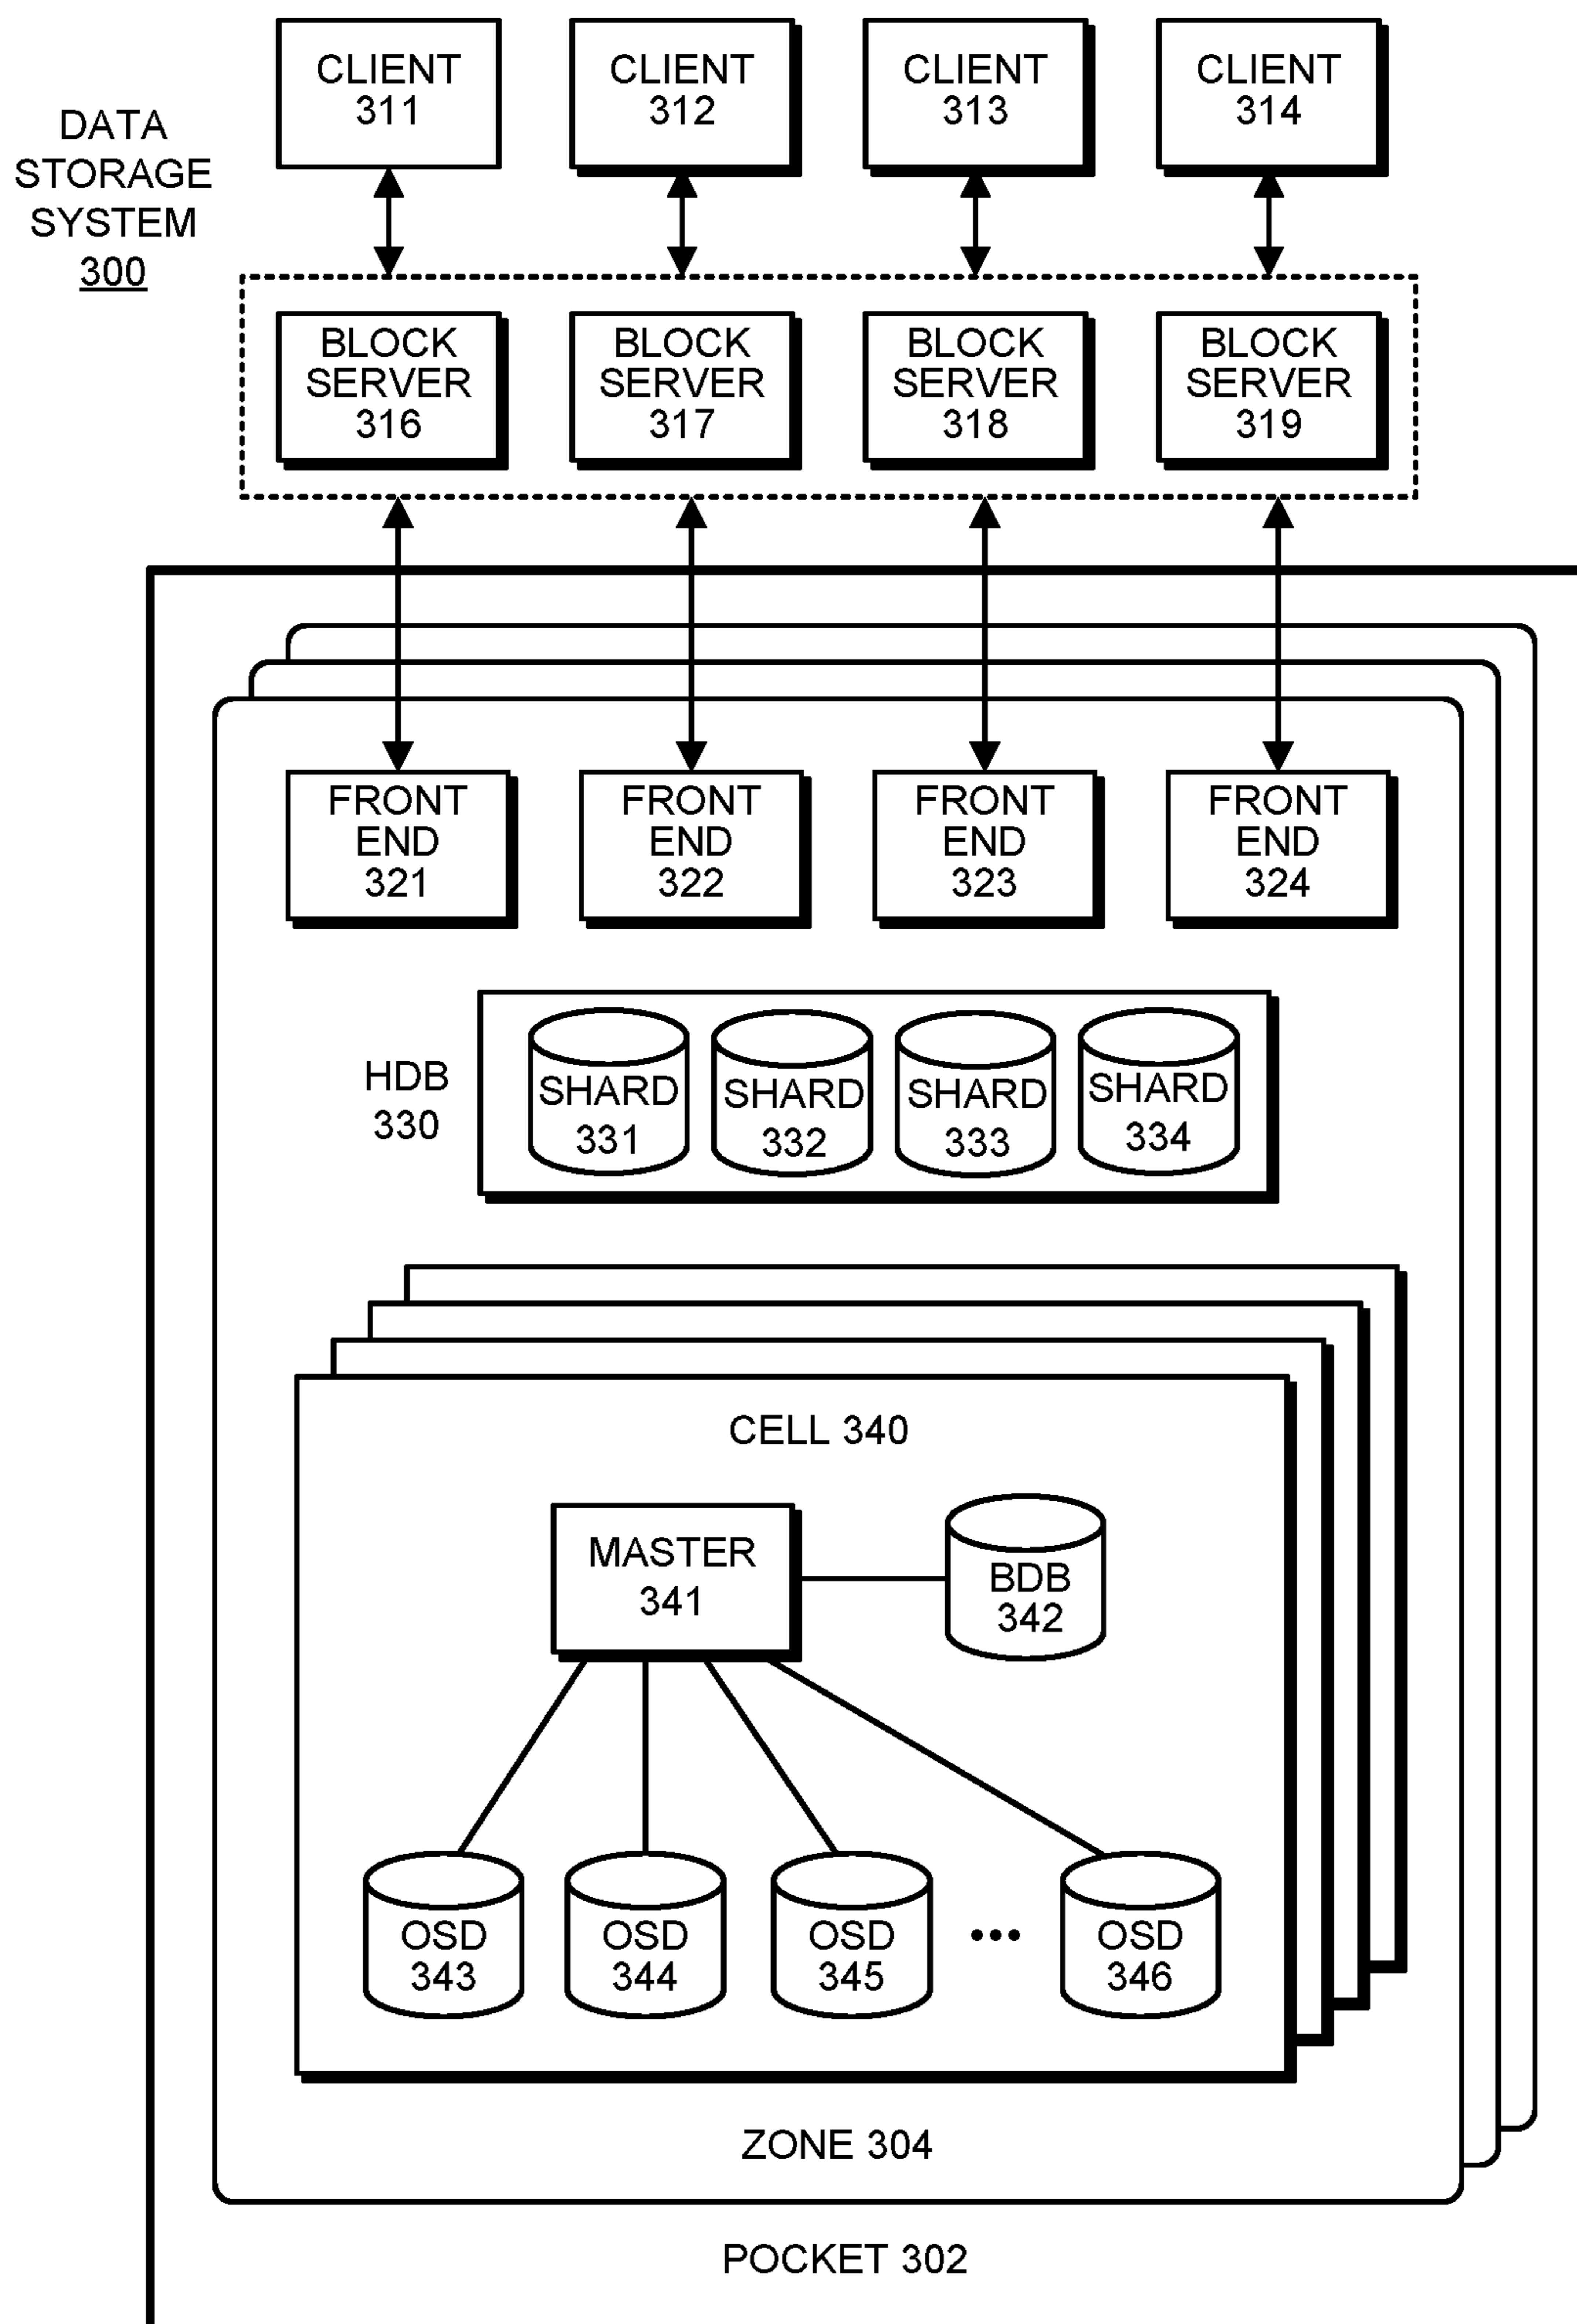 DATA
STORAGE
SYSTEM
300
CLIENT
311
CLIENT
312
CLIENT
313
CLIENT
314
BLOCK
SERVER
316
BLOCK
SERVER
317
BLOCK
SERVER
318
BLOCK
SERVER
319
FRONT
END
321
FRONT
END
322
FRONT
END
323
FRONT
END
324
HDB
330
SHARD
331
SHARD
332
SHARD
333
SHARD
334
CELL 340
MASTER
341
BDB
342
OSD
343
OSD
344
OSD
345
•••
OSD
346
ZONE 304
POCKET 302